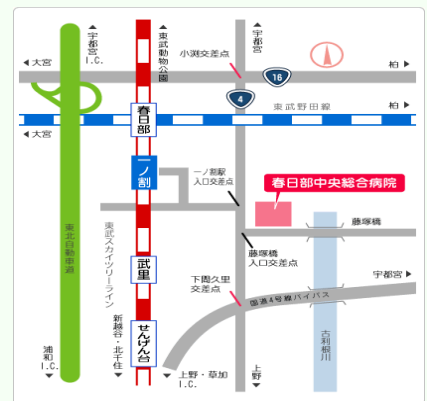 宇都宮
I.C.
東武動物公園
宇都宮
小渕交差点
大宮
柏
16
4
東武野田線
柏
大宮
春日部
一ノ割
一ノ割駅
入口交差点
春日部中央総合病院
藤塚橋
東北自動車道
東武スカイツリーライン
武里
藤塚橋
入口交差点
下間久里
交差点
宇都宮
国道4号線バイパス
古利根川
新越谷・北千住
せんげん台
浦和
I.C.
上野・草加
I.C.
上野